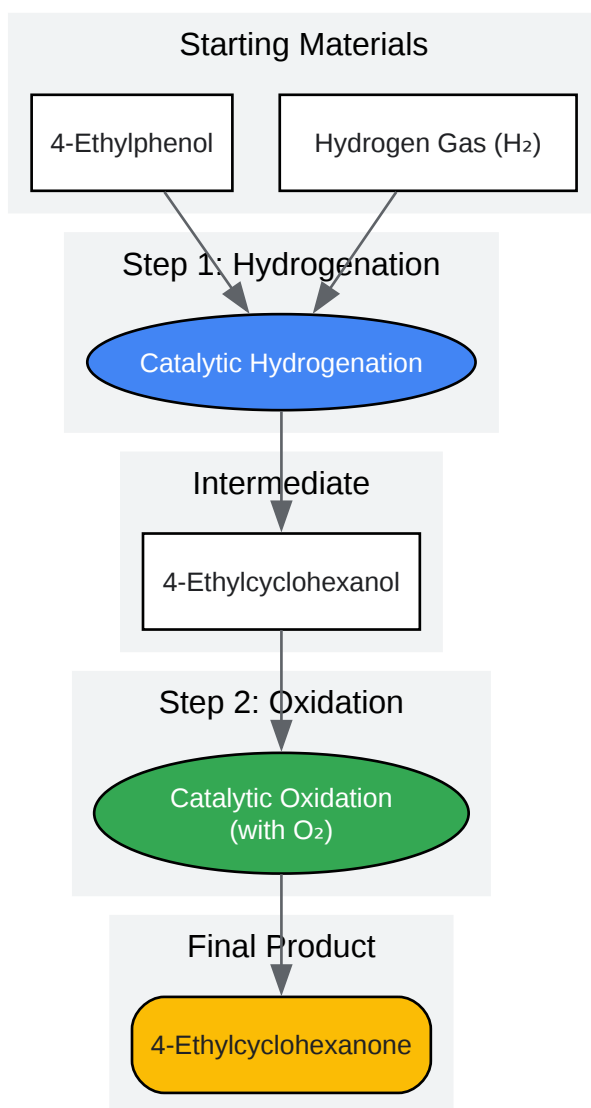 Starting Materials
4-Ethylphenol
Hydrogen Gas (H₂)
Step 1: Hydrogenation
Catalytic Hydrogenation
Intermediate
4-Ethylcyclohexanol
Step 2: Oxidation
Catalytic Oxidation
(with O₂)
Final Product
4-Ethylcyclohexanone